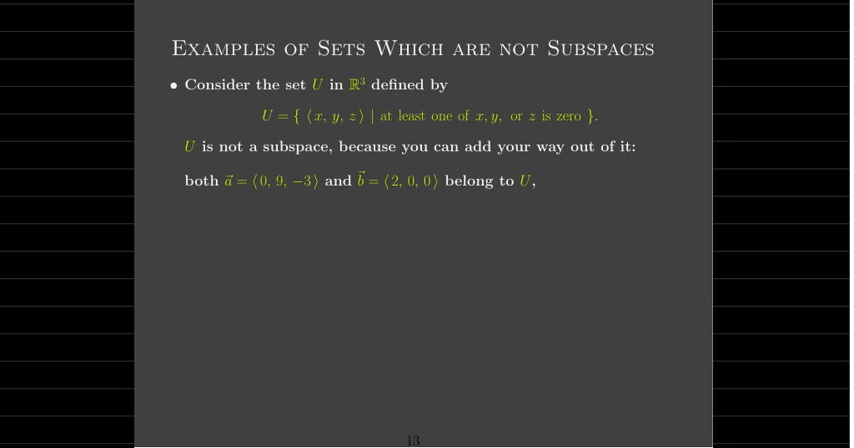 Examples of Sets Which are not Subspaces
• Consider the set U in ℝ³ defined by
U = { ⟨x, y, z⟩ | at least one of x, y, or z is zero }.
U is not a subspace, because you can add your way out of it:
both a⃗ = ⟨0, 9, −3⟩ and b⃗ = ⟨2, 0, 0⟩ belong to U,
13